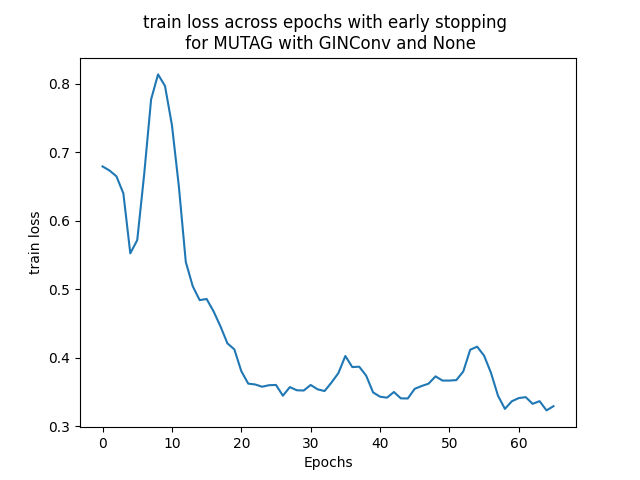 train loss across epochs with early stopping
for MUTAG with GINConv and None
0.8
0.7
0.6
0.5
0.4
0.3
train loss
0 10 20 30 40 50 60
Epochs